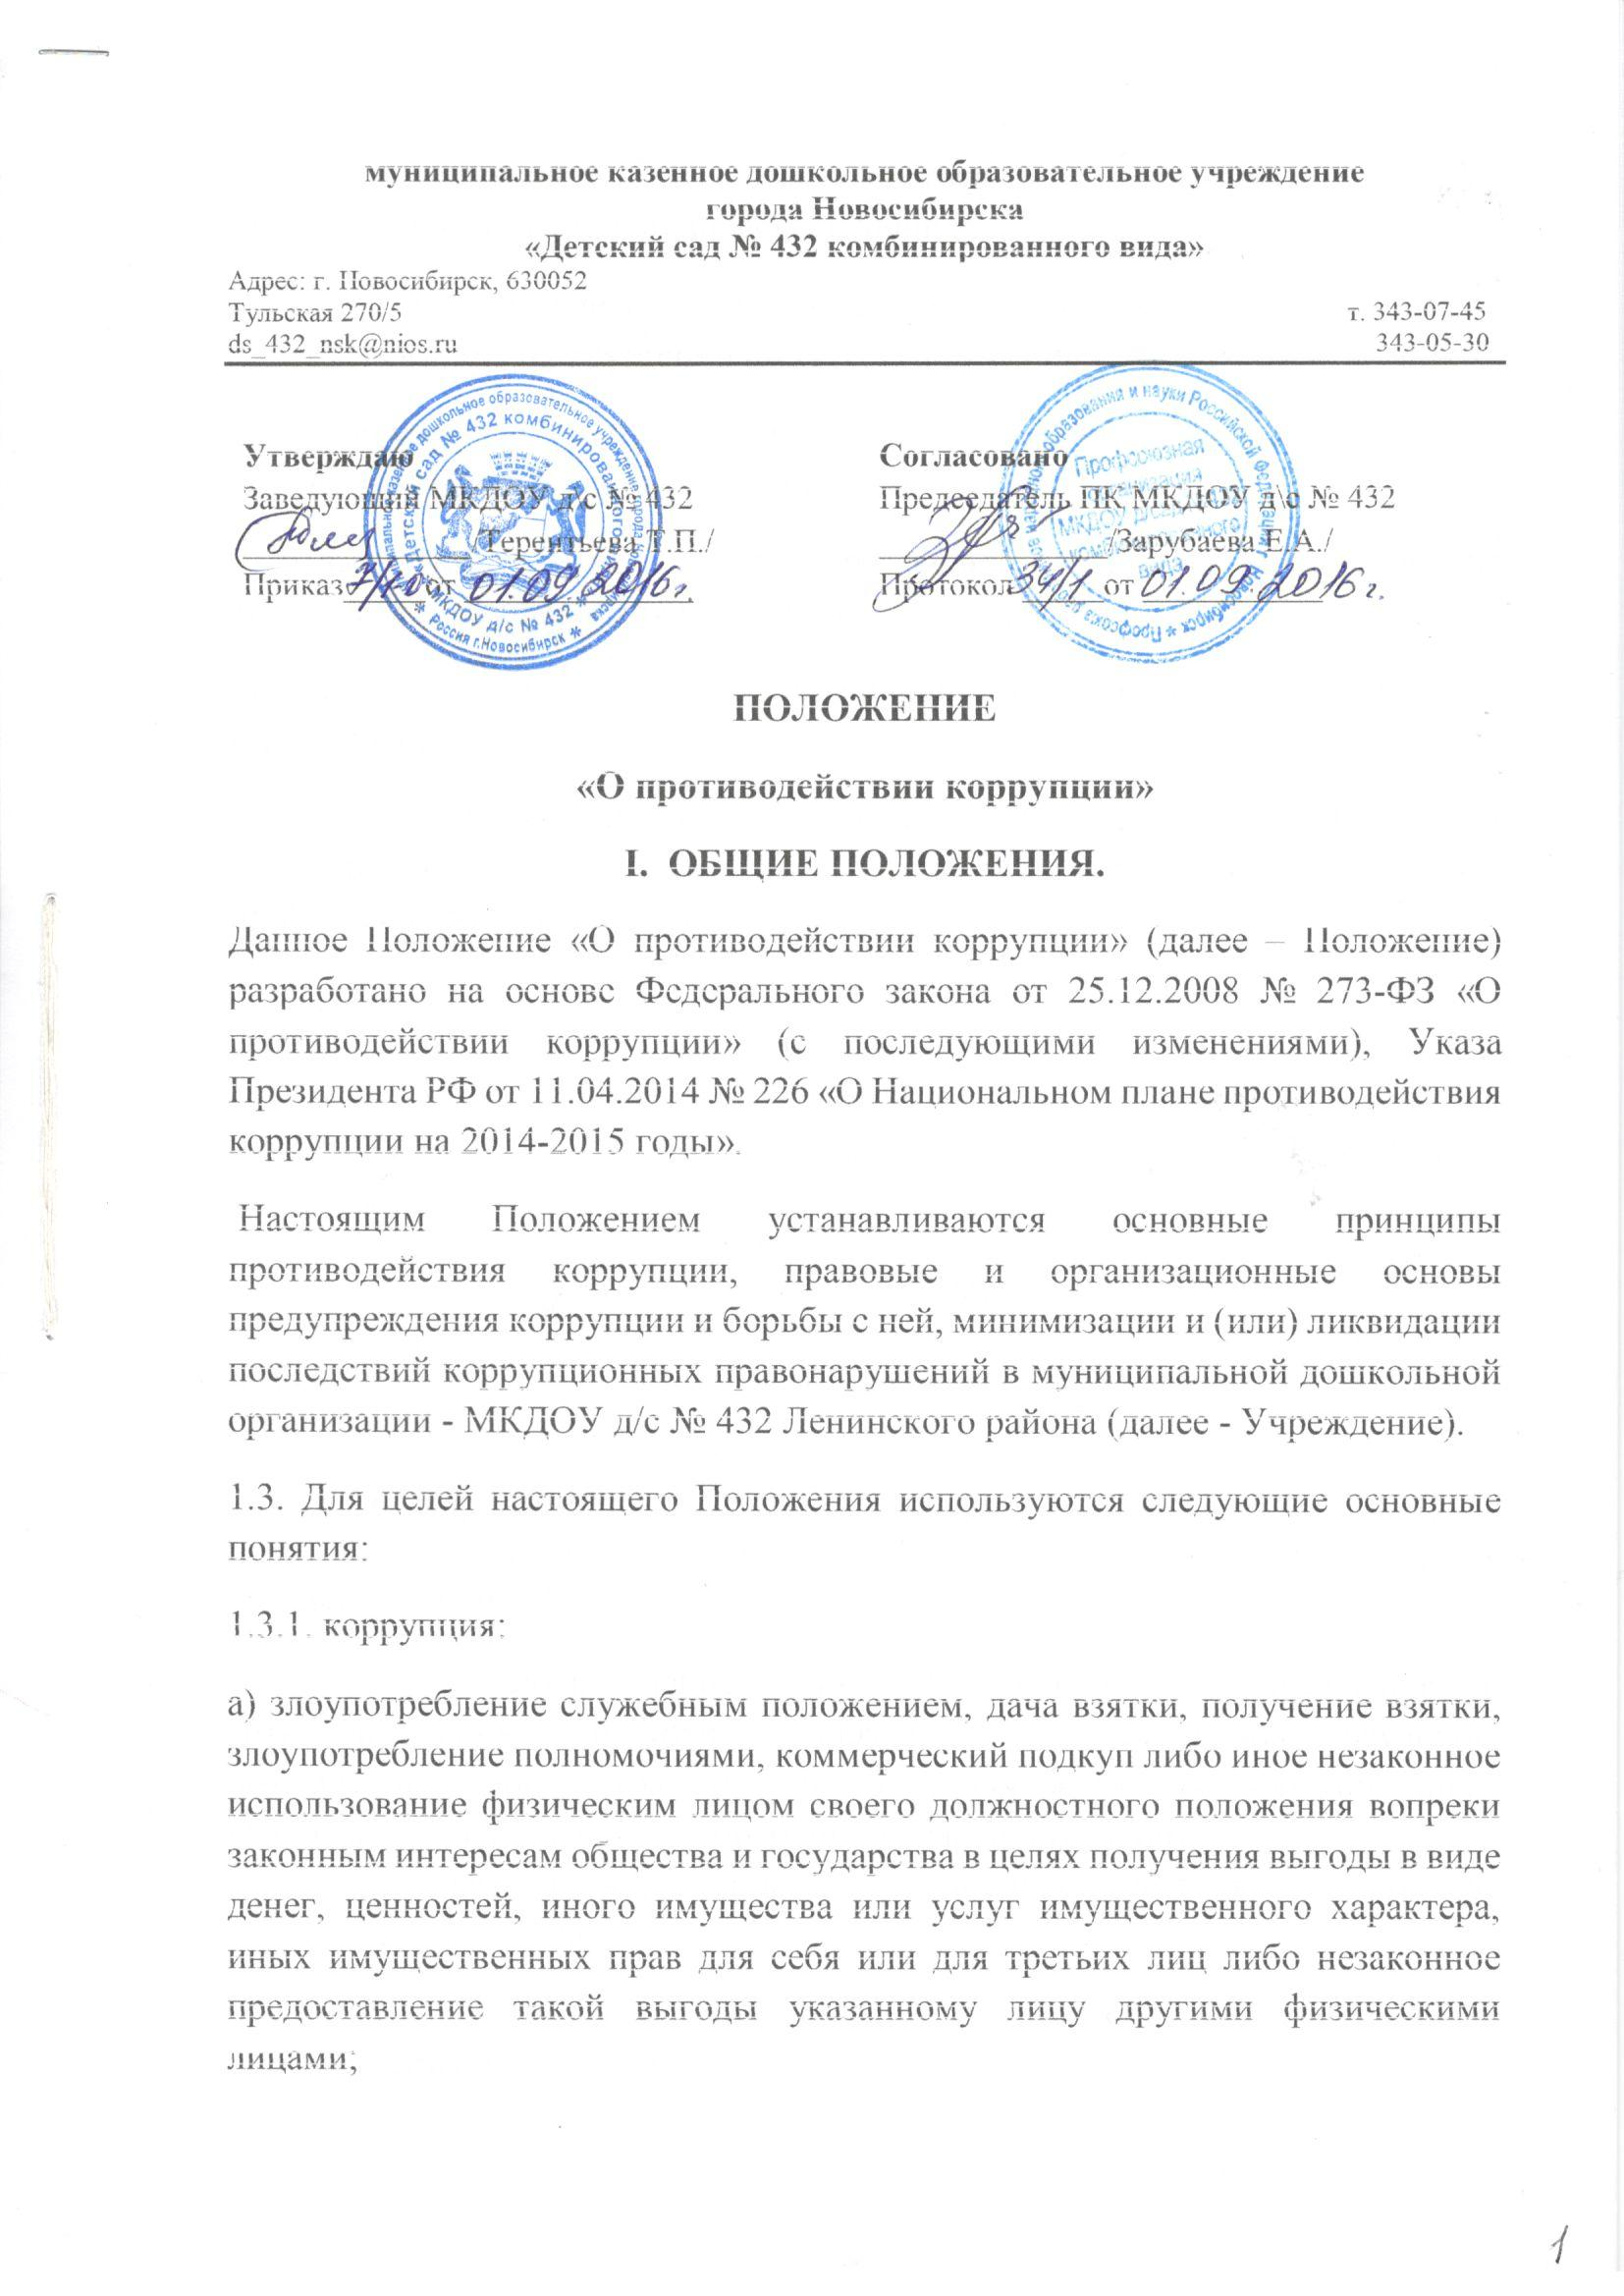 муниципальное казенное дошкольное образовательное учреждение
города Новосибирска
«Детский сад № 432 комбинированного вида»
Адрес: г. Новосибирск, 630052
Тульская 270/5 т. 343-07-45
ds_432_nsk@nios.ru 343-05-30
Утверждаю Согласовано
Заведующий МКДОУ д\с № 432 Председатель ПК МКДОУ д\с № 432
/Терентьева Т.П./ /Зарубаева Е.А./
Приказ от 01.09.2016г. Протокол 34/1 от 01.09.2016г.
ПОЛОЖЕНИЕ
«О противодействии коррупции»
I. ОБЩИЕ ПОЛОЖЕНИЯ.
Данное Положение «О противодействии коррупции» (далее – Положение)
разработано на основе Федерального закона от 25.12.2008 № 273-ФЗ «О
противодействии коррупции» (с последующими изменениями), Указа
Президента РФ от 11.04.2014 № 226 «О Национальном плане противодействия
коррупции на 2014-2015 годы».
Настоящим Положением устанавливаются основные принципы
противодействия коррупции, правовые и организационные основы
предупреждения коррупции и борьбы с ней, минимизации и (или) ликвидации
последствий коррупционных правонарушений в муниципальной дошкольной
организации - МКДОУ д/с № 432 Ленинского района (далее - Учреждение).
1.3. Для целей настоящего Положения используются следующие основные
понятия:
1.3.1. коррупция:
а) злоупотребление служебным положением, дача взятки, получение взятки,
злоупотребление полномочиями, коммерческий подкуп либо иное незаконное
использование физическим лицом своего должностного положения вопреки
законным интересам общества и государства в целях получения выгоды в виде
денег, ценностей, иного имущества или услуг имущественного характера,
иных имущественных прав для себя или для третьих лиц либо незаконное
предоставление такой выгоды указанному лицу другими физическими
лицами;
1